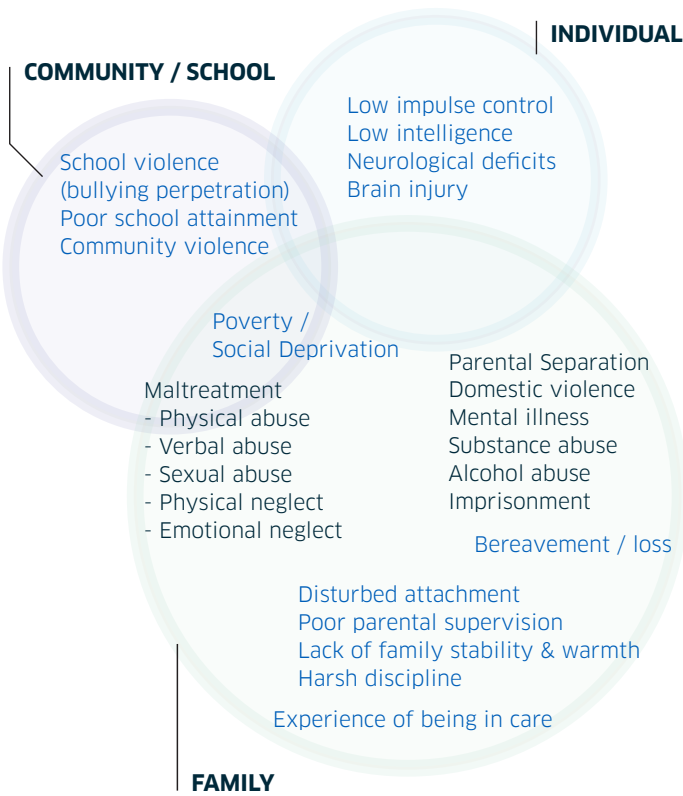 INDIVIDUAL
COMMUNITY / SCHOOL
Low impulse control
Low intelligence
Neurological deficits
Brain injury
School violence
(bullying perpetration)
Poor school attainment
Community violence
Poverty /
Social Deprivation
Maltreatment
- Physical abuse
- Verbal abuse
- Sexual abuse
- Physical neglect
- Emotional neglect
Parental Separation
Domestic violence
Mental illness
Substance abuse
Alcohol abuse
Imprisonment
Bereavement / loss
Disturbed attachment
Poor parental supervision
Lack of family stability & warmth
Harsh discipline
Experience of being in care
FAMILY